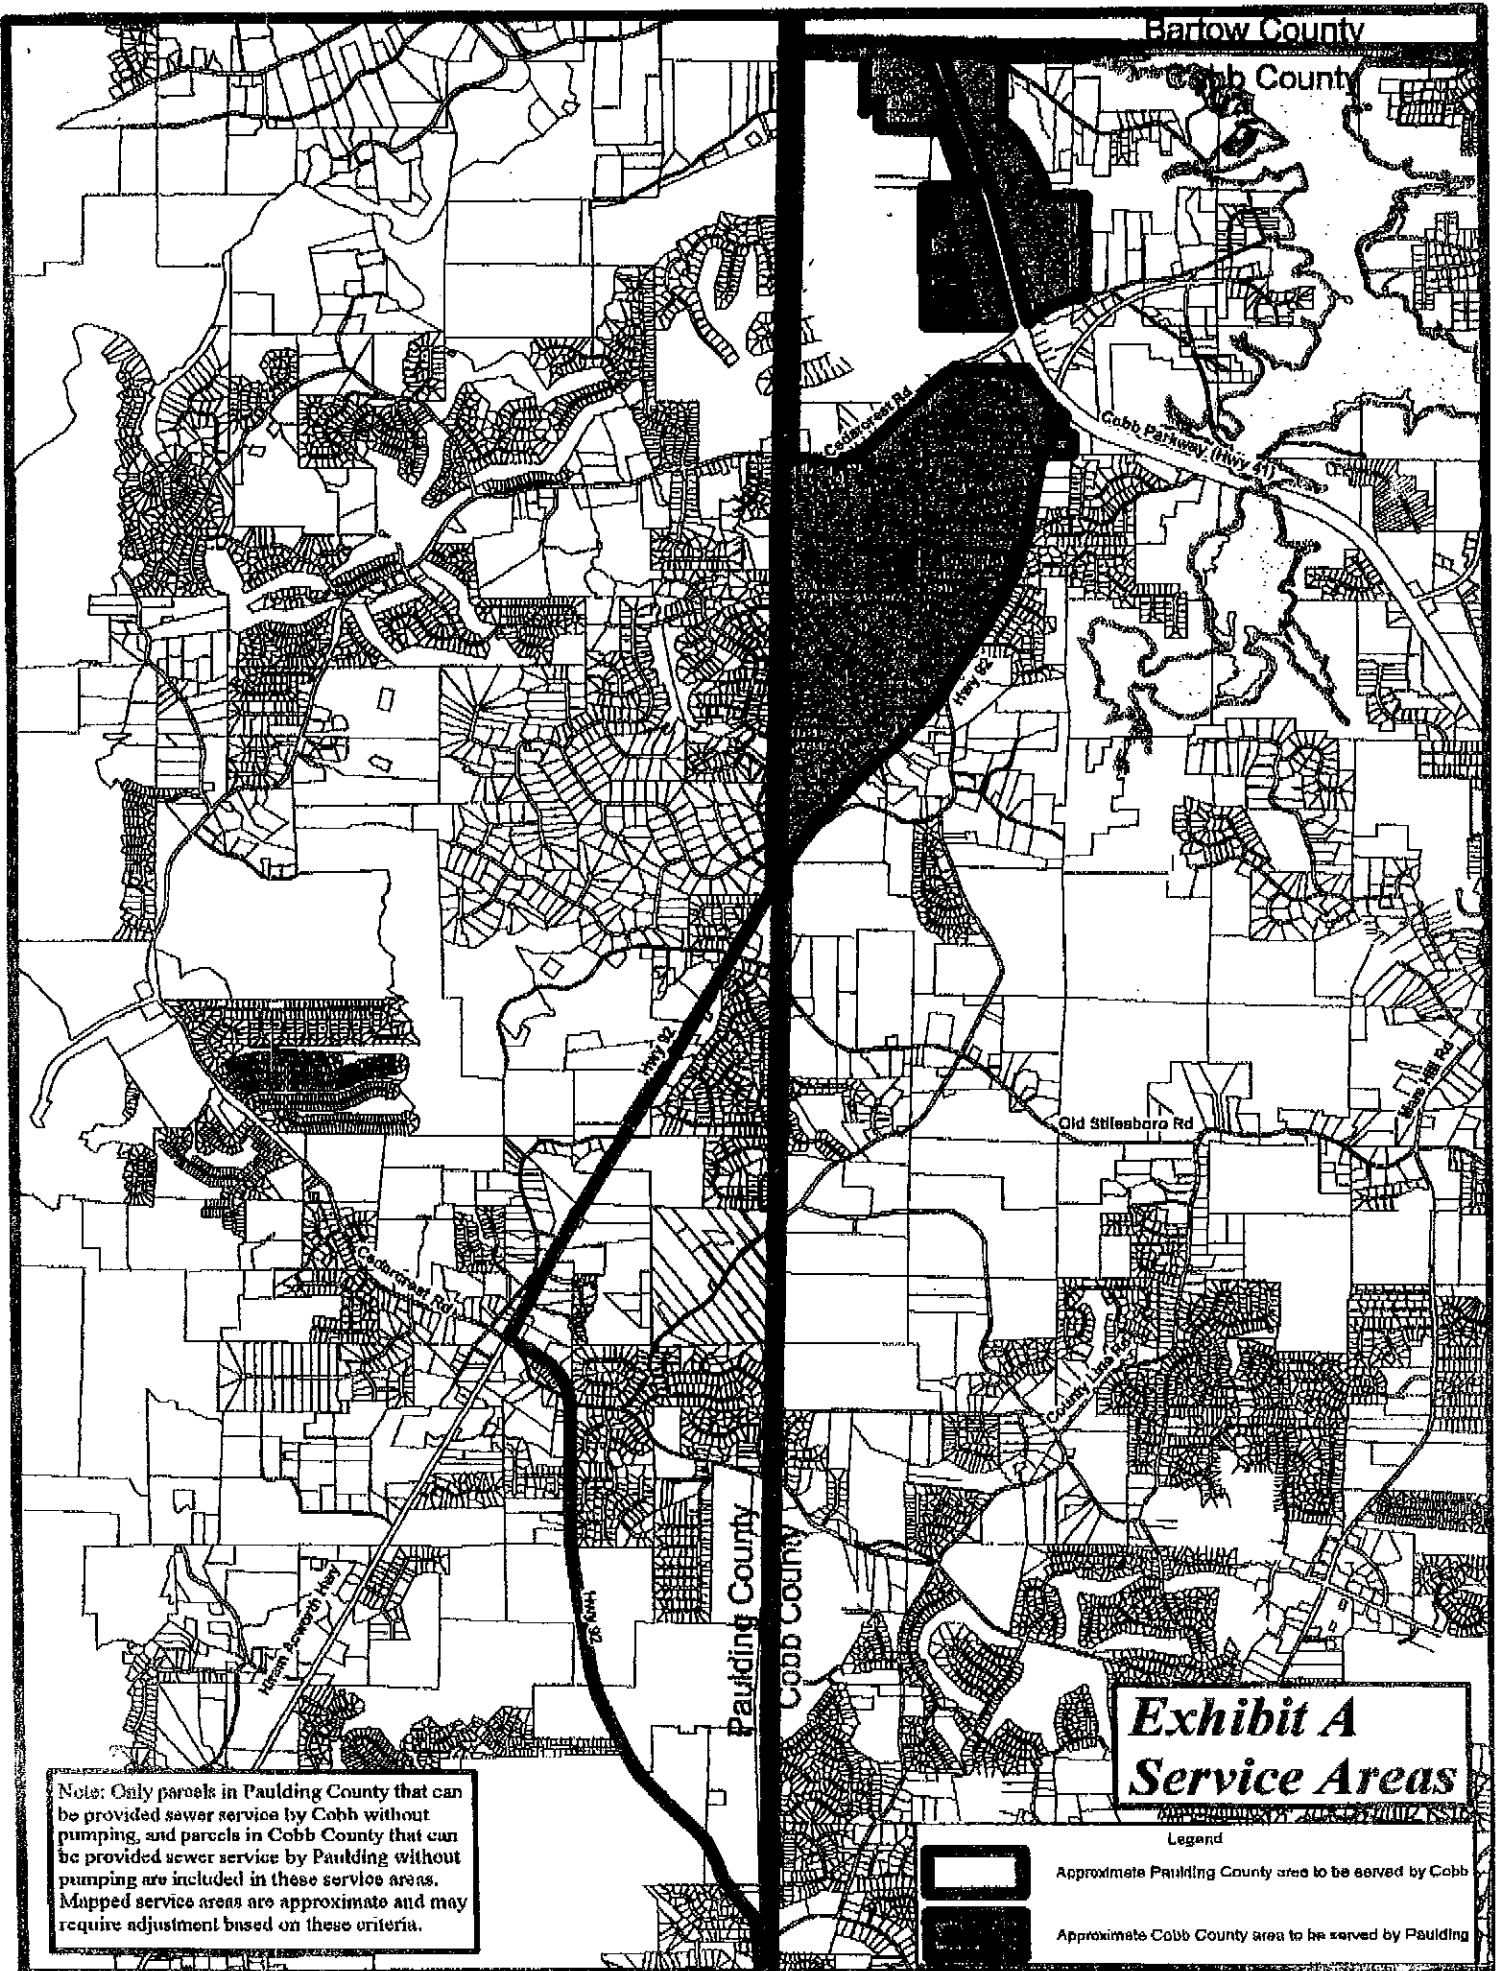 Bartow County
Cobb County
Cedarcrest Rd
Cobb Parkway (Hwy 41)
Hwy 92
Hwy 92
Old Stilesboro Rd
Mars Hill Rd
Cedarcrest Rd
County Line Rd
Paulding County
Cobb County
Hwy 92
Hiram Acworth Hwy
Exhibit A
Service Areas
Note: Only parcels in Paulding County that can
be provided sewer service by Cobb without
pumping, and parcels in Cobb County that can
be provided sewer service by Paulding without
pumping are included in these service areas.
Mapped service areas are approximate and may
require adjustment based on these criteria.
Legend
Approximate Paulding County area to be served by Cobb
Approximate Cobb County area to be served by Paulding